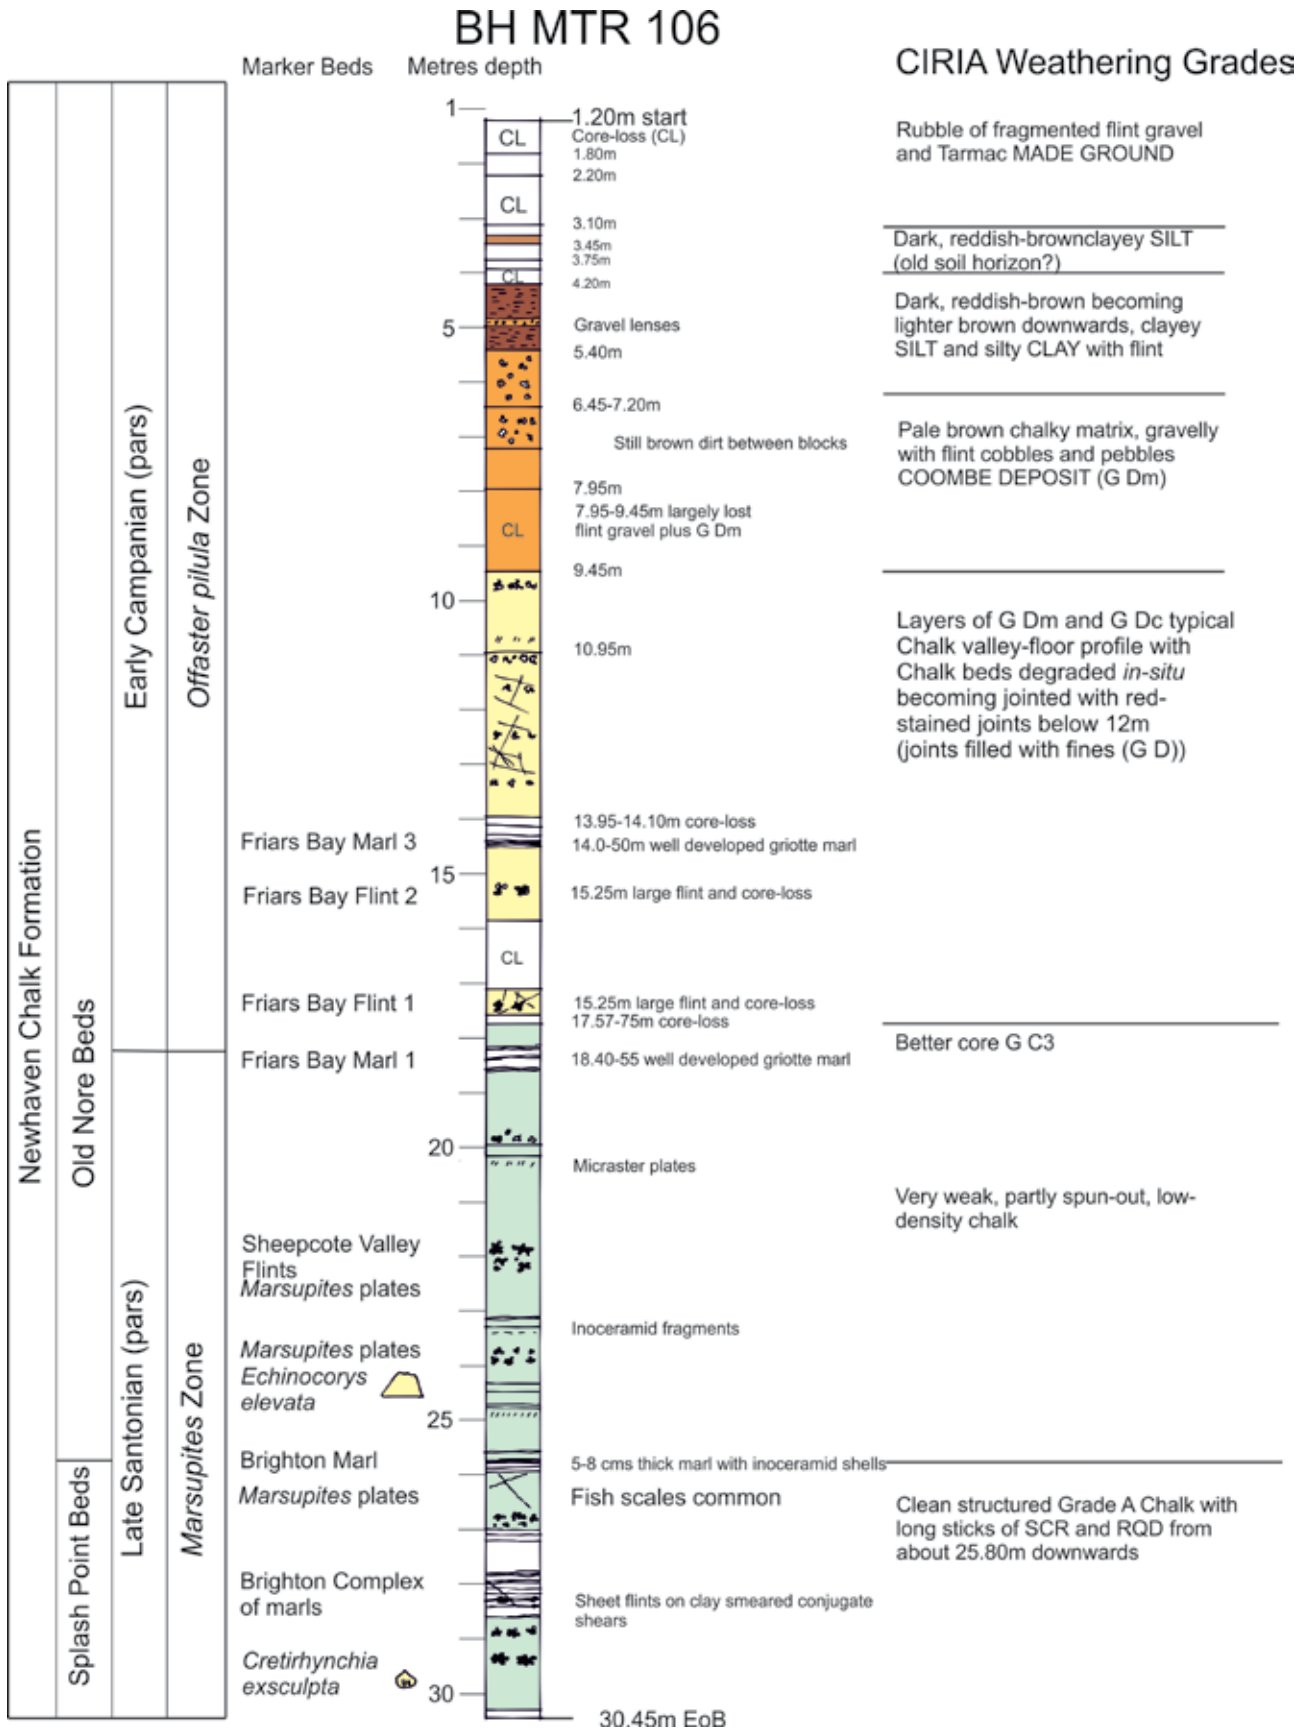 BH MTR 106
Marker Beds
Metres depth
CIRIA Weathering Grades
Newhaven Chalk Formation
Old Nore Beds
Splash Point Beds
Early Campanian (pars)
Late Santonian (pars)
Offaster pilula Zone
Marsupites Zone
Friars Bay Marl 3
Friars Bay Flint 2
Friars Bay Flint 1
Friars Bay Marl 1
Sheepcote Valley
Flints
Marsupites plates
Marsupites plates
Echinocorys
elevata
Brighton Marl
Marsupites plates
Brighton Complex
of marls
Cretirhynchia
exsculpta
1
5
10
15
20
25
30
CL
CL
CL
CL
CL
1.20m start
Core-loss (CL)
1.80m
2.20m
3.10m
3.45m
3.75m
4.20m
Gravel lenses
5.40m
6.45-7.20m
Still brown dirt between blocks
7.95m
7.95-9.45m largely lost
flint gravel plus G Dm
9.45m
10.95m
13.95-14.10m core-loss
14.0-50m well developed griotte marl
15.25m large flint and core-loss
15.25m large flint and core-loss
17.57-75m core-loss
18.40-55 well developed griotte marl
Micraster plates
Inoceramid fragments
5-8 cms thick marl with inoceramid shells
Fish scales common
Sheet flints on clay smeared conjugate
shears
30.45m EoB
Rubble of fragmented flint gravel
and Tarmac MADE GROUND
Dark, reddish-brownclayey SILT
(old soil horizon?)
Dark, reddish-brown becoming
lighter brown downwards, clayey
SILT and silty CLAY with flint
Pale brown chalky matrix, gravelly
with flint cobbles and pebbles
COOMBE DEPOSIT (G Dm)
Layers of G Dm and G Dc typical
Chalk valley-floor profile with
Chalk beds degraded in-situ
becoming jointed with red-
stained joints below 12m
(joints filled with fines (G D))
Better core G C3
Very weak, partly spun-out, low-
density chalk
Clean structured Grade A Chalk with
long sticks of SCR and RQD from
about 25.80m downwards